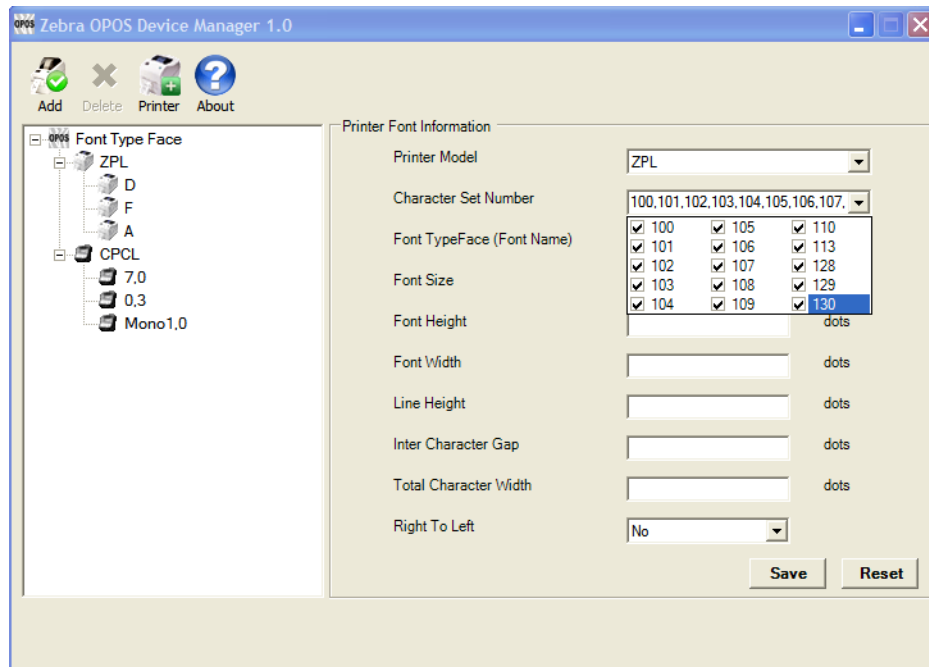 OPOS Zebra OPOS Device Manager 1.0
Add Delete Printer About
OPOS Font Type Face
ZPL
D
F
A
CPCL
7,0
0,3
Mono1,0
Printer Font Information
Printer Model ZPL
Character Set Number 100,101,102,103,104,105,106,107,
100 105 110
101 106 113
102 107 128
103 108 129
104 109 130
Font TypeFace (Font Name)
Font Size
Font Height dots
Font Width dots
Line Height dots
Inter Character Gap dots
Total Character Width dots
Right To Left No
Save Reset